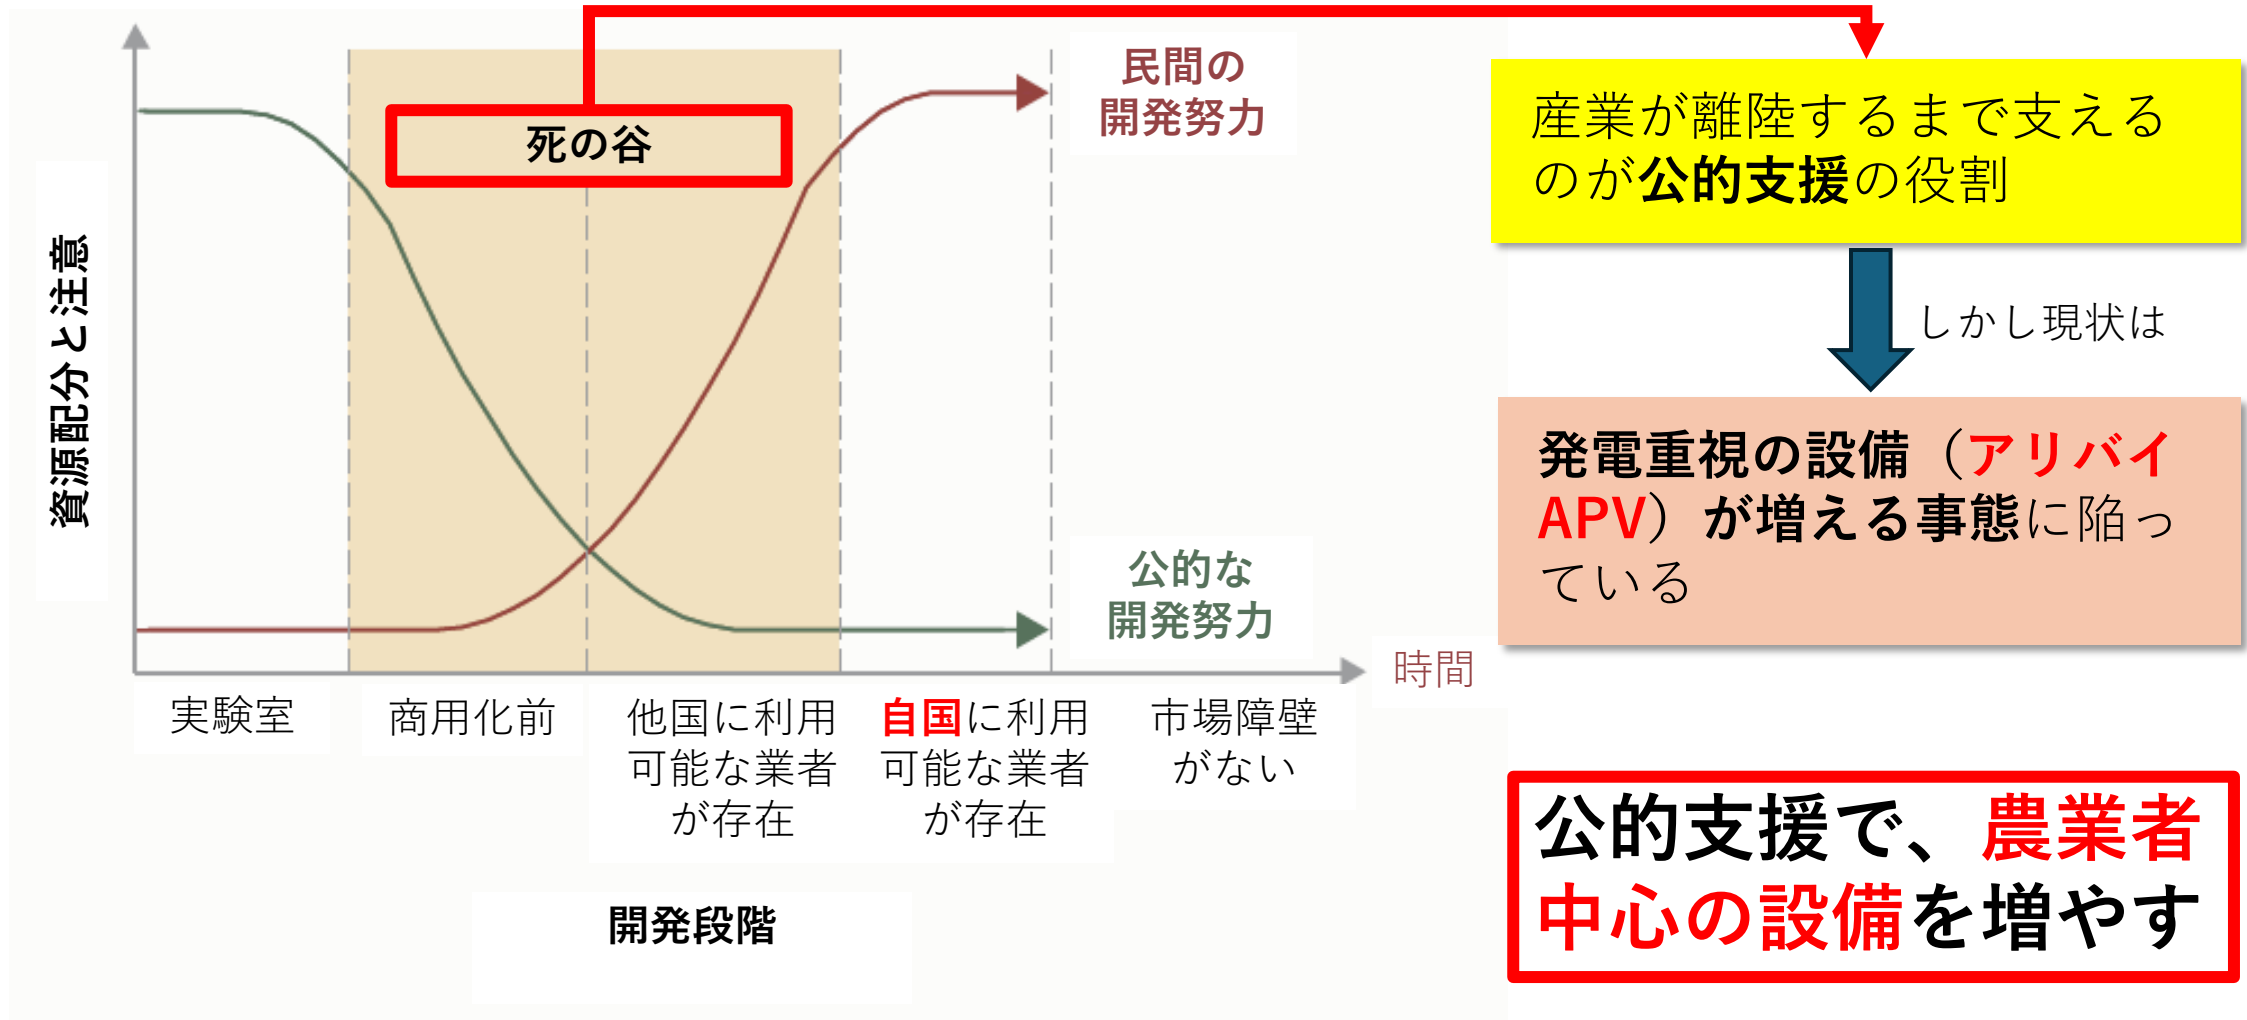 民間の
開発努力
死の谷
資源配分と注意
公的な
開発努力
時間
実験室
商用化前
他国に利用
可能な業者
が存在
自国に利用
可能な業者
が存在
市場障壁
がない
開発段階
産業が離陸するまで支える
のが公的支援の役割
しかし現状は
発電重視の設備（アリバイ
APV）が増える事態に陥っ
ている
公的支援で、農業者
中心の設備を増やす